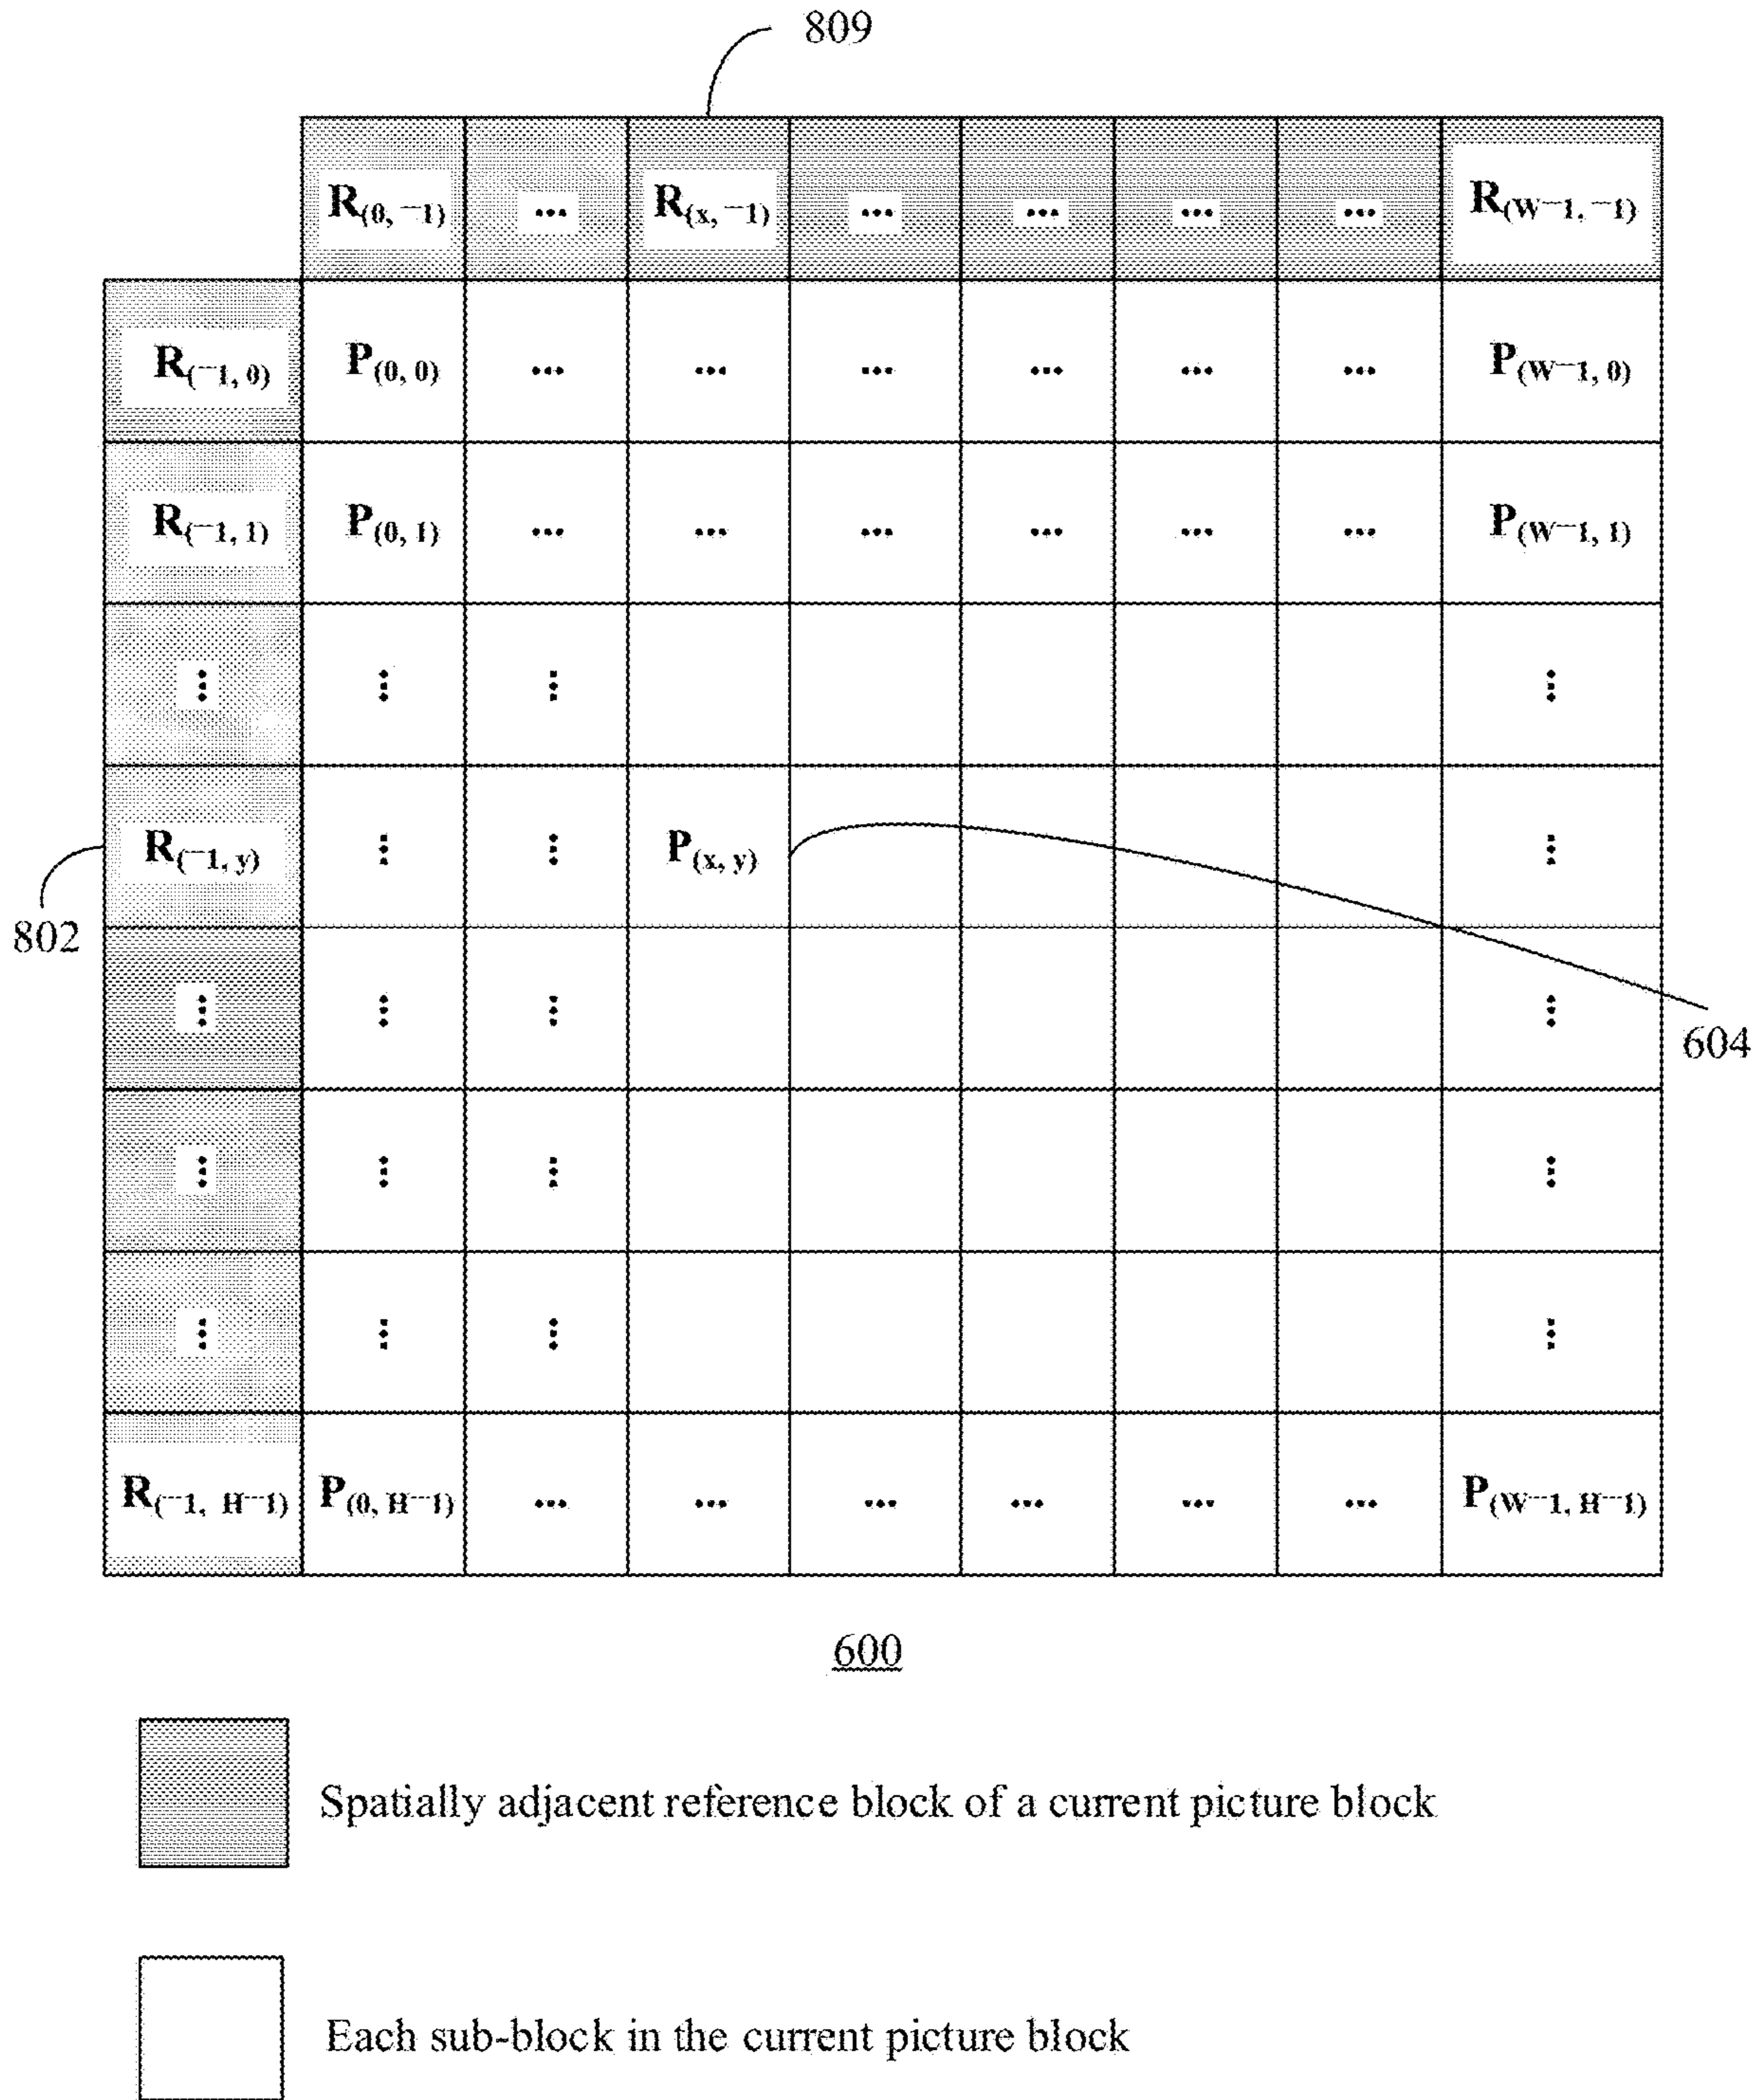 809
R(0, −1) ... R(x, −1) ... ... ... ... R(W−1, −1)
R(−1, 0) P(0, 0) ... ... ... ... ... ... P(W−1, 0)
R(−1, 1) P(0, 1) ... ... ... ... ... ... P(W−1, 1)
⋮ ⋮ ⋮ ⋮
R(−1, y) ⋮ ⋮ P(x, y) ⋮
802
⋮ ⋮ ⋮ ⋮
604
⋮ ⋮ ⋮ ⋮
⋮ ⋮ ⋮ ⋮
R(−1, H−1) P(0, H−1) ... ... ... ... ... ... P(W−1, H−1)
600
Spatially adjacent reference block of a current picture block
Each sub-block in the current picture block